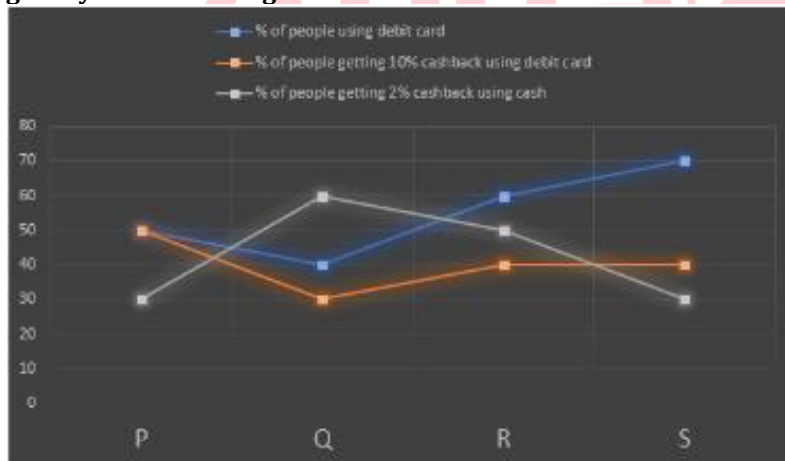 % of people using debit card
% of people getting 10% cashback using debit card
% of people getting 2% cashback using cash
80
70
60
50
40
30
20
10
0
P Q R S